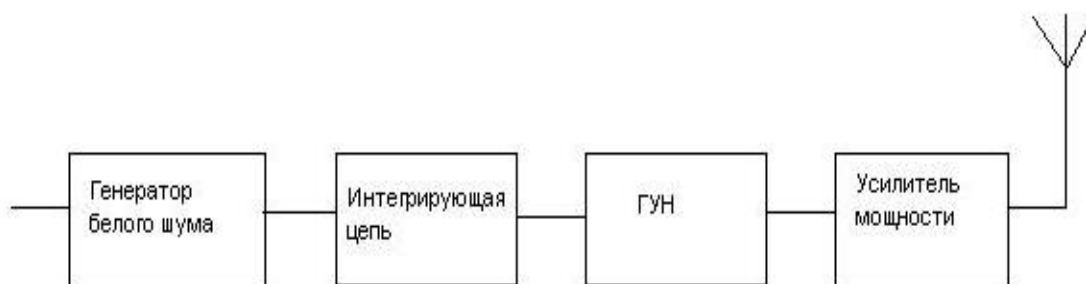 Генератор
белого шума
Интегрирующая
цепь
ГУН
Усилитель
мощности